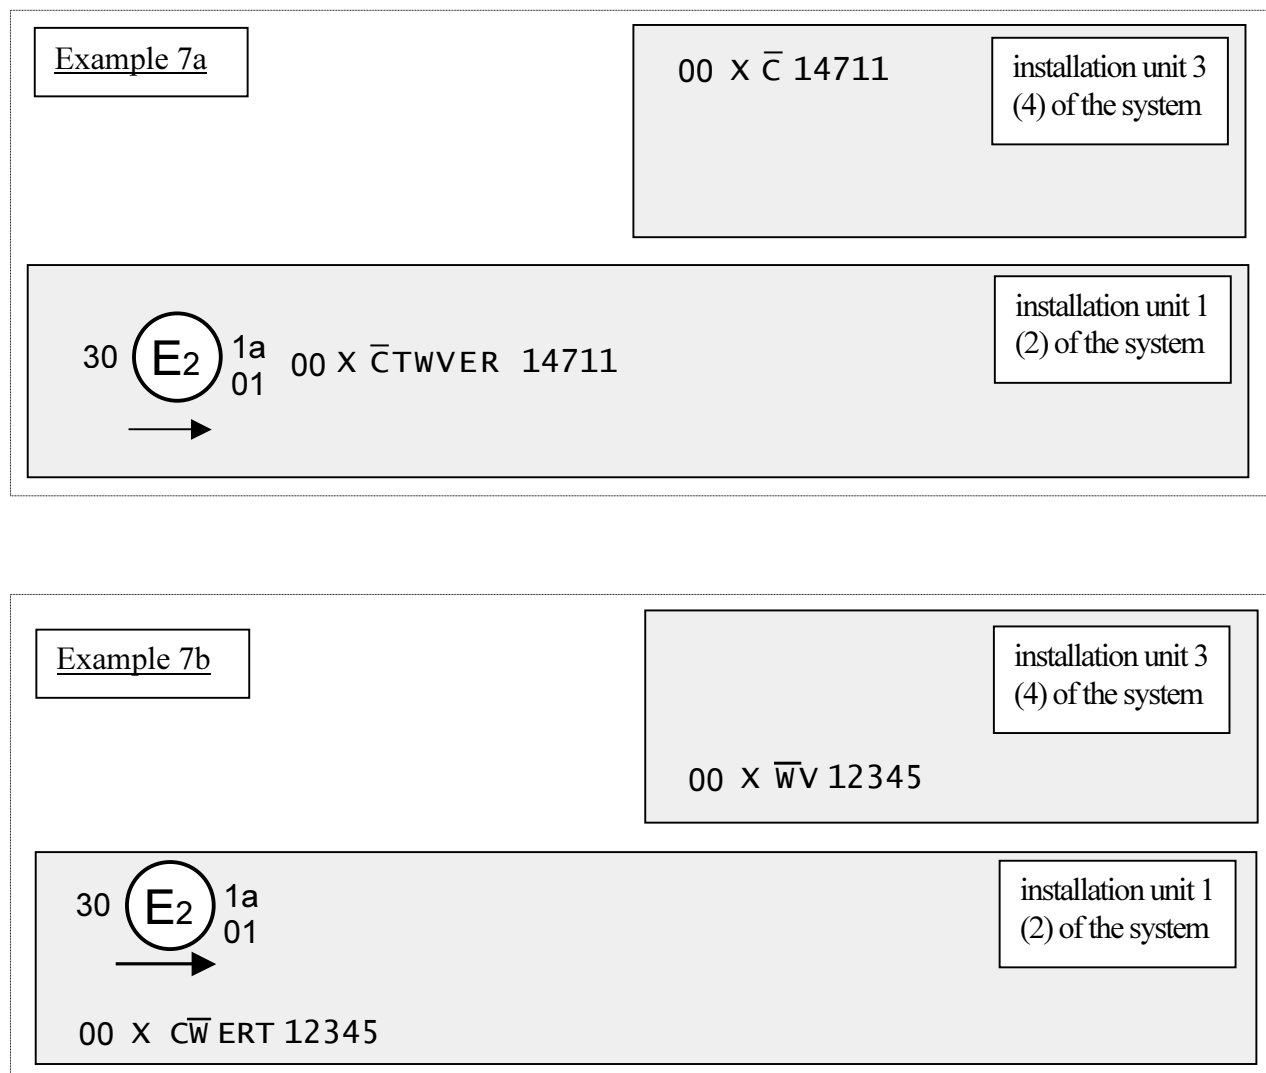 Example 7a
00 X C̅ 14711
installation unit 3
(4) of the system
30 E2 1a
01
00 X C̅TWVER 14711
installation unit 1
(2) of the system
Example 7b
installation unit 3
(4) of the system
00 X W̅V 12345
30 E2 1a
01
installation unit 1
(2) of the system
00 X CW̅ ERT 12345